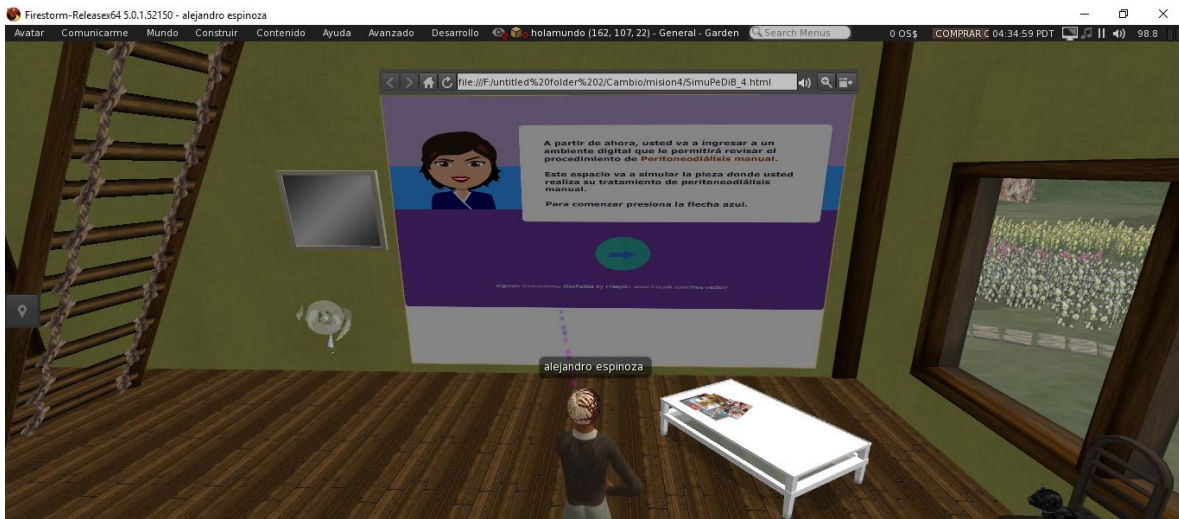 Firestorm-Releasex64 5.0.1.52150 - alejandro espinoza
Avatar Comunicarme Mundo Construir Contenido Ayuda Avanzado Desarrollo holamundo (162, 107, 22) - General - Garden Search Menus 0 OS$ COMPRAR C 04:34:59 PDT 98.8
file:///F:/untitled%20folder%202/Cambio/mision4/SimuPeDiB_4.html
A partir de ahora, usted va a ingresar a un
ambiente digital que le permitirá revisar el
procedimiento de Peritoneodiálisis manual.
Este espacio va a simular la pieza donde usted
realiza su tratamiento de peritoneodiálisis
manual.
Para comenzar presiona la flecha azul.
alejandro espinoza